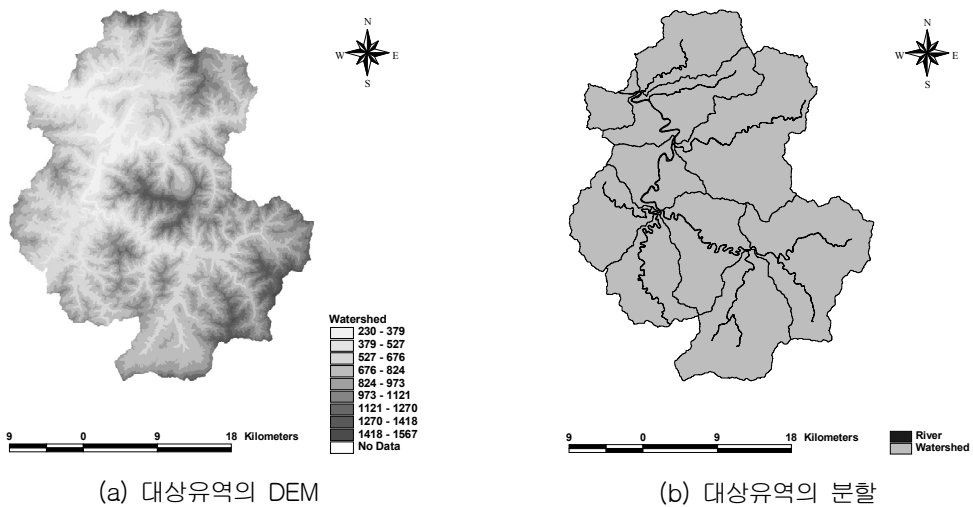 N
W E
S
Watershed
230 - 379
379 - 527
527 - 676
676 - 824
824 - 973
973 - 1121
1121 - 1270
1270 - 1418
1418 - 1567
No Data
9 0 9 18 Kilometers
(a) 대상유역의 DEM
N
W E
S
River
Watershed
9 0 9 18 Kilometers
(b) 대상유역의 분할